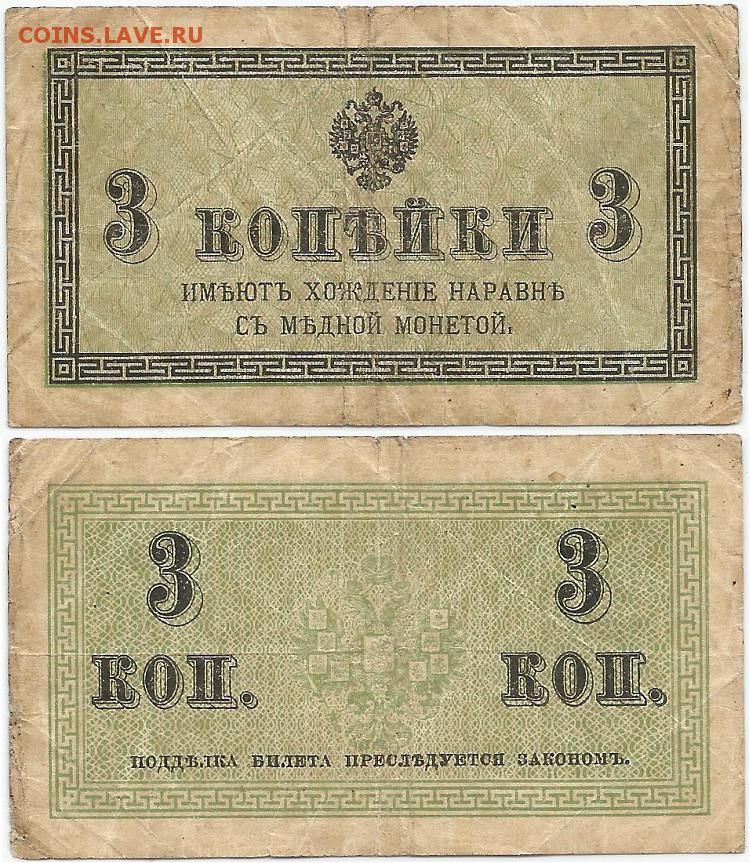 COINS.LAVE.RU
3 КОПѢЙКИ 3
ИМѢЮТЪ ХОЖДЕНІЕ НАРАВНѢ
СЪ МѢДНОЙ МОНЕТОЙ.
3 3
КОП. КОП.
ПОДДѢЛКА БИЛЕТА ПРЕСЛѢДУЕТСЯ ЗАКОНОМЪ.